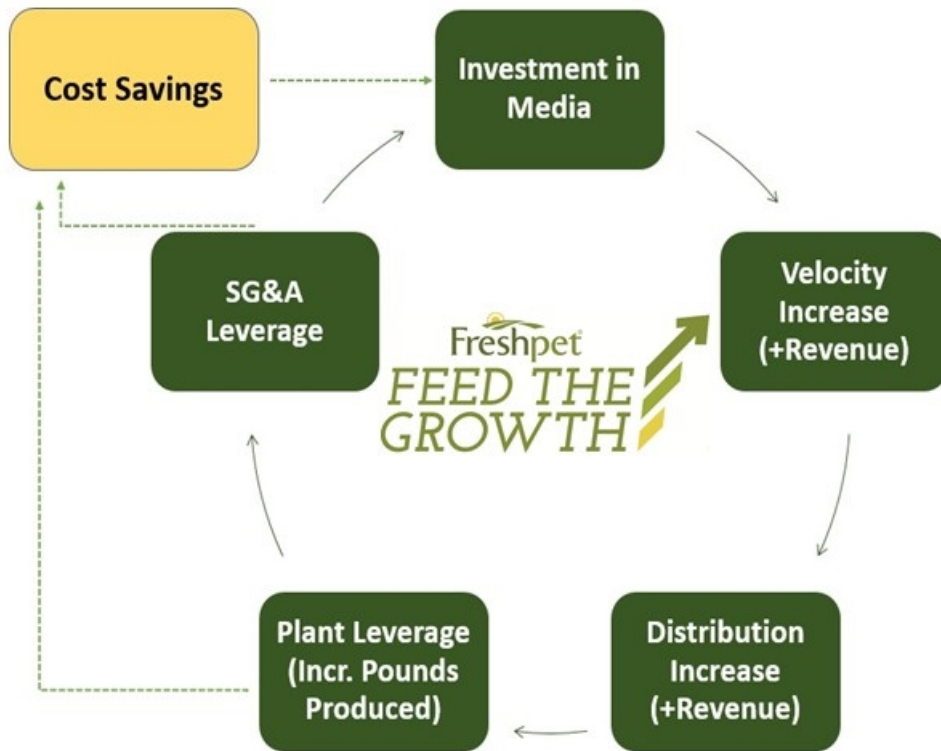 Cost Savings
Investment in
Media
Velocity
Increase
(+Revenue)
SG&A
Leverage
Freshpet®
FEED THE
GROWTH
Plant Leverage
(Incr. Pounds
Produced)
Distribution
Increase
(+Revenue)